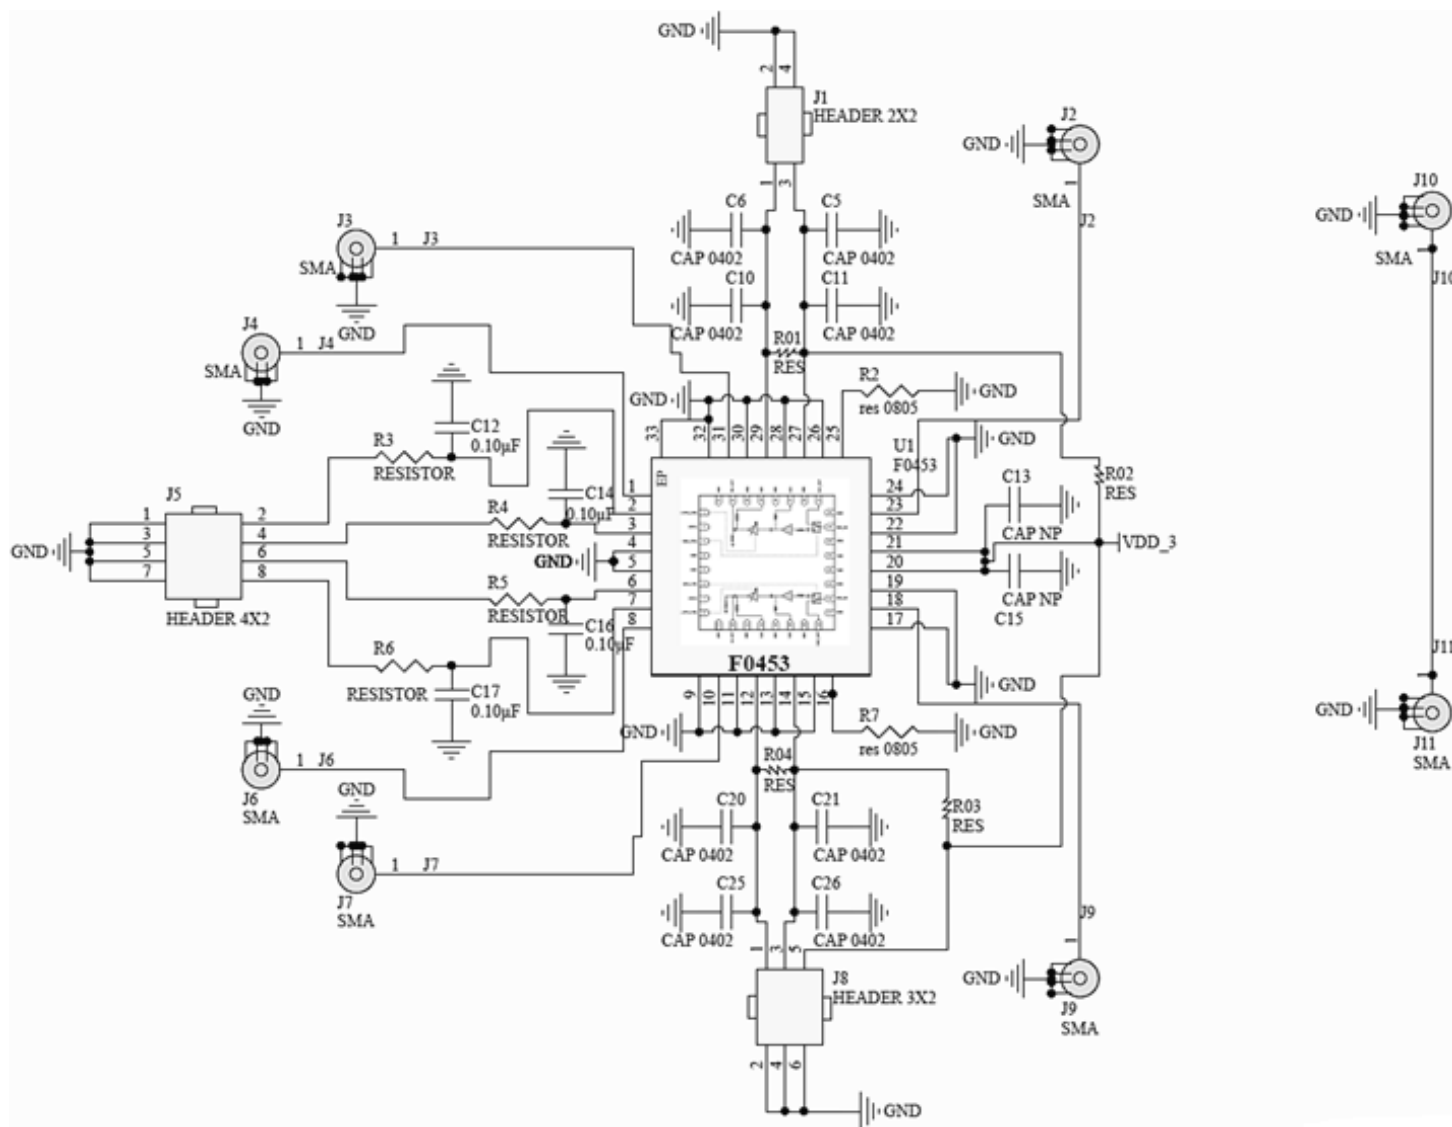 GND
2
4
J1
HEADER 2X2
1
3
J2
GND
1
SMA
J2
J10
GND
SMA
J10
C6
C5
CAP 0402
CAP 0402
C10
C11
CAP 0402
CAP 0402
R01
RES
J3
1
J3
SMA
GND
J4
1
J4
SMA
GND
R2
GND
res 0805
GND
33
32
31
30
29
28
27
26
25
U1
F0453
GND
R02
RES
C12
0.10µF
R3
RESISTOR
C14
0.10µF
R4
RESISTOR
EP
1
2
3
4
5
6
7
8
24
23
22
21
20
19
18
17
C13
CAP NP
VDD_3
CAP NP
C15
J5
1
3
5
7
2
4
6
8
GND
HEADER 4X2
GND
R5
RESISTOR
C16
0.10µF
R6
RESISTOR
C17
0.10µF
F0453
GND
9
10
11
12
13
14
15
16
GND
R7
GND
res 0805
R04
RES
GND
1
J6
J6
SMA
GND
1
J7
J7
SMA
C20
C21
CAP 0402
CAP 0402
C25
C26
CAP 0402
CAP 0402
R03
RES
1
3
5
J8
HEADER 3X2
2
4
6
GND
J9
1
GND
J9
SMA
J11
GND
J11
SMA